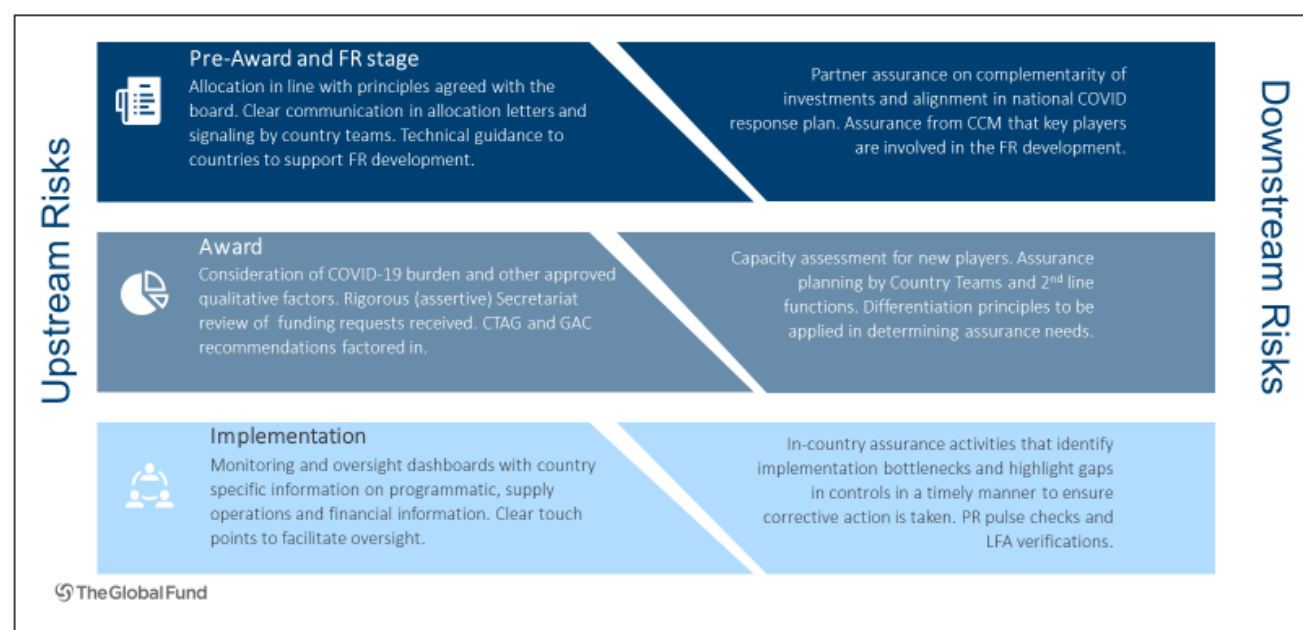 Upstream Risks
Pre-Award and FR stage
Allocation in line with principles agreed with the
board. Clear communication in allocation letters and
signaling by country teams. Technical guidance to
countries to support FR development.
Partner assurance on complementarity of
investments and alignment in national COVID
response plan. Assurance from CCM that key players
are involved in the FR development.
Award
Consideration of COVID-19 burden and other approved
qualitative factors. Rigorous (assertive) Secretariat
review of funding requests received. CTAG and GAC
recommendations factored in.
Capacity assessment for new players. Assurance
planning by Country Teams and 2nd line
functions. Differentiation principles to be
applied in determining assurance needs.
Implementation
Monitoring and oversight dashboards with country
specific information on programmatic, supply
operations and financial information. Clear touch
points to facilitate oversight.
In-country assurance activities that identify
implementation bottlenecks and highlight gaps
in controls in a timely manner to ensure
corrective action is taken. PR pulse checks and
LFA verifications.
Downstream Risks
TheGlobalFund